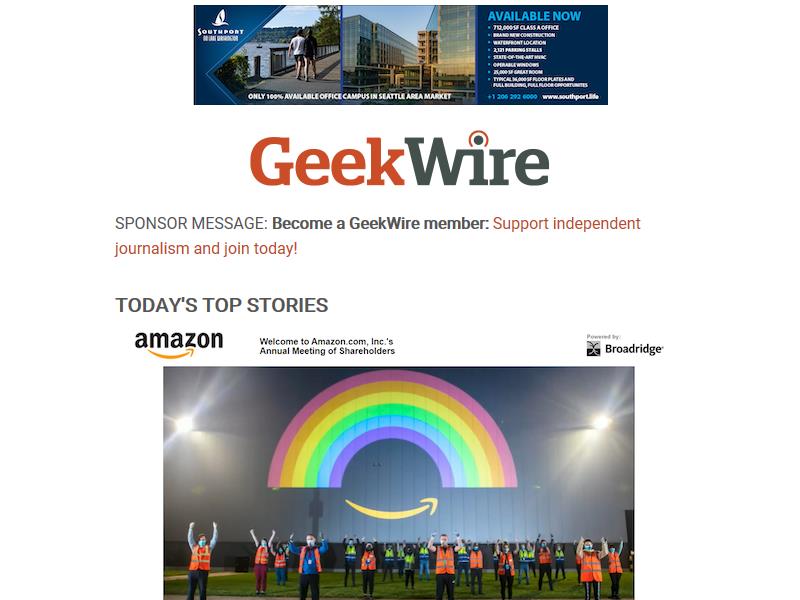 SOUTHPORT
ON LAKE WASHINGTON
ONLY 100% AVAILABLE OFFICE CAMPUS IN SEATTLE AREA MARKET
AVAILABLE NOW
• 712,000 SF CLASS A OFFICE
• BRAND NEW CONSTRUCTION
• WATERFRONT LOCATION
• 2,121 PARKING STALLS
• STATE-OF-THE-ART HVAC
• OPERABLE WINDOWS
• 25,000 SF GREAT ROOM
• TYPICAL 36,000 SF FLOOR PLATES AND
FULL BUILDING, FULL FLOOR OPPORTUNITES
+1 206 292 6000 www.southport.life
GeekWire
SPONSOR MESSAGE: Become a GeekWire member: Support independent
journalism and join today!
TODAY'S TOP STORIES
amazon
Welcome to Amazon.com, Inc.'s
Annual Meeting of Shareholders
Powered by:
Broadridge